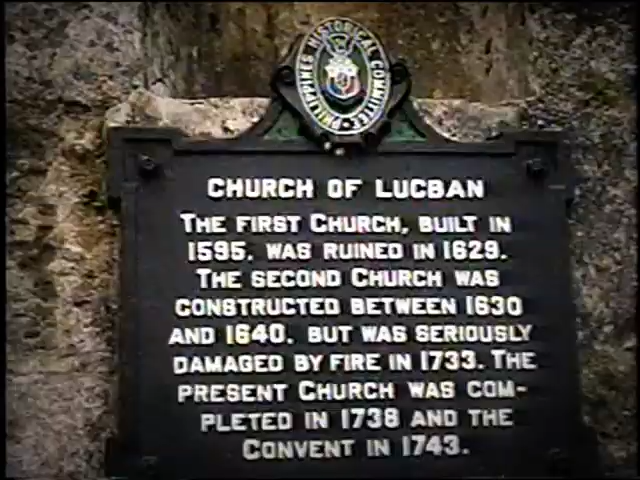 PHILIPPINES HISTORICAL COMMITTEE
CHURCH OF LUCBAN
THE FIRST CHURCH, BUILT IN
1595, WAS RUINED IN 1629.
THE SECOND CHURCH WAS
CONSTRUCTED BETWEEN 1630
AND 1640, BUT WAS SERIOUSLY
DAMAGED BY FIRE IN 1733. THE
PRESENT CHURCH WAS COM-
PLETED IN 1738 AND THE
CONVENT IN 1743.